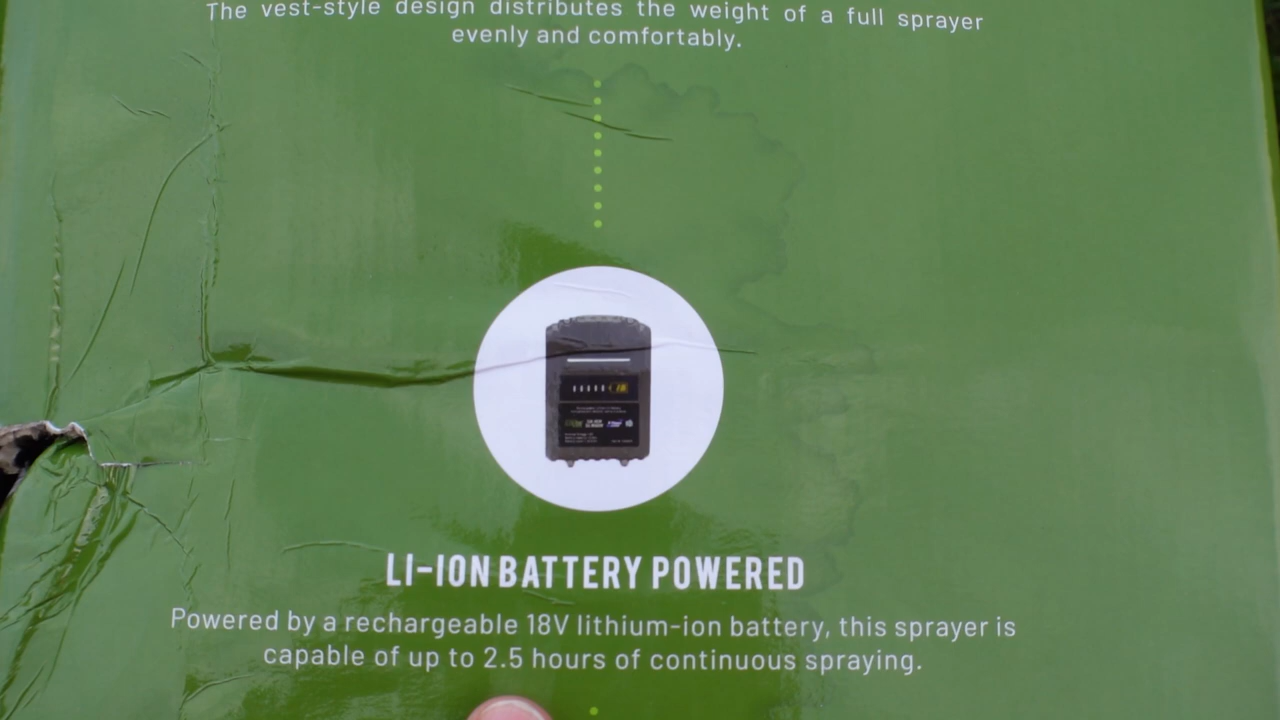 The vest-style design distributes the weight of a full sprayer
evenly and comfortably.
LI-ION BATTERY POWERED
Powered by a rechargeable 18V lithium-ion battery, this sprayer is
capable of up to 2.5 hours of continuous spraying.